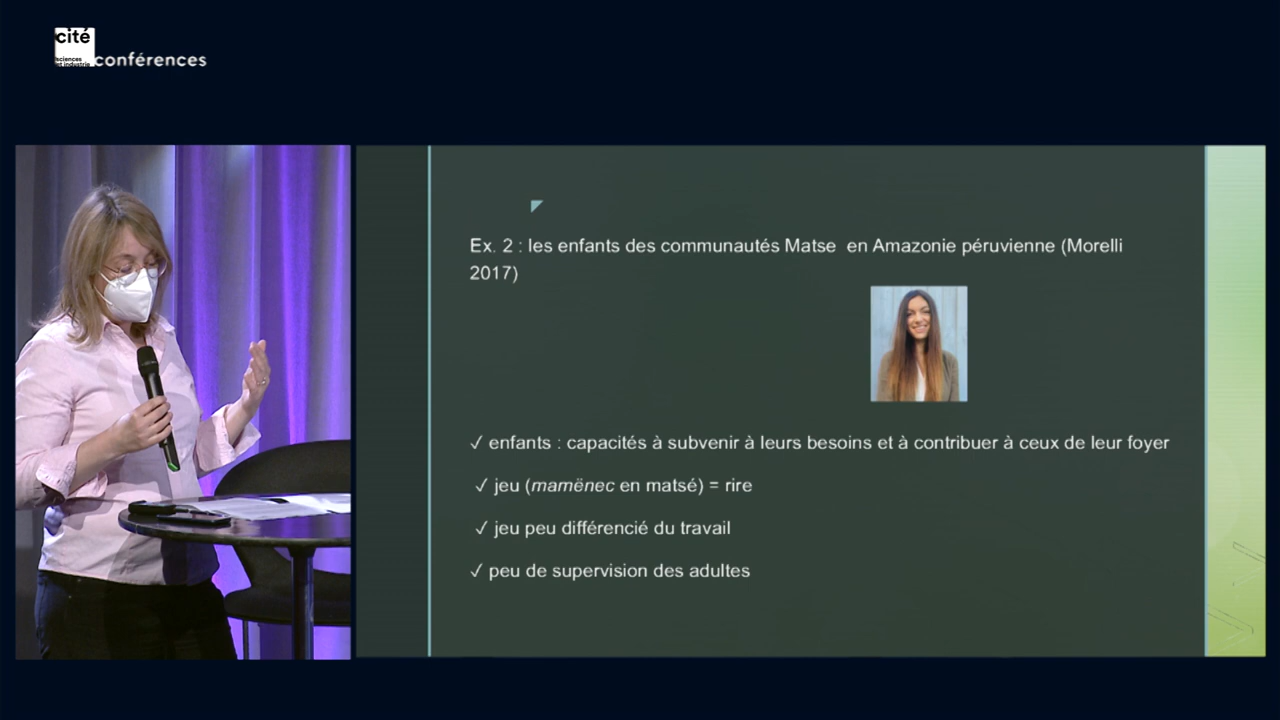 cité
sciences
et industrie
conférences
Ex. 2 : les enfants des communautés Matse en Amazonie péruvienne (Morelli
2017)
✓ enfants : capacités à subvenir à leurs besoins et à contribuer à ceux de leur foyer
✓ jeu (mamënec en matsé) = rire
✓ jeu peu différencié du travail
✓ peu de supervision des adultes